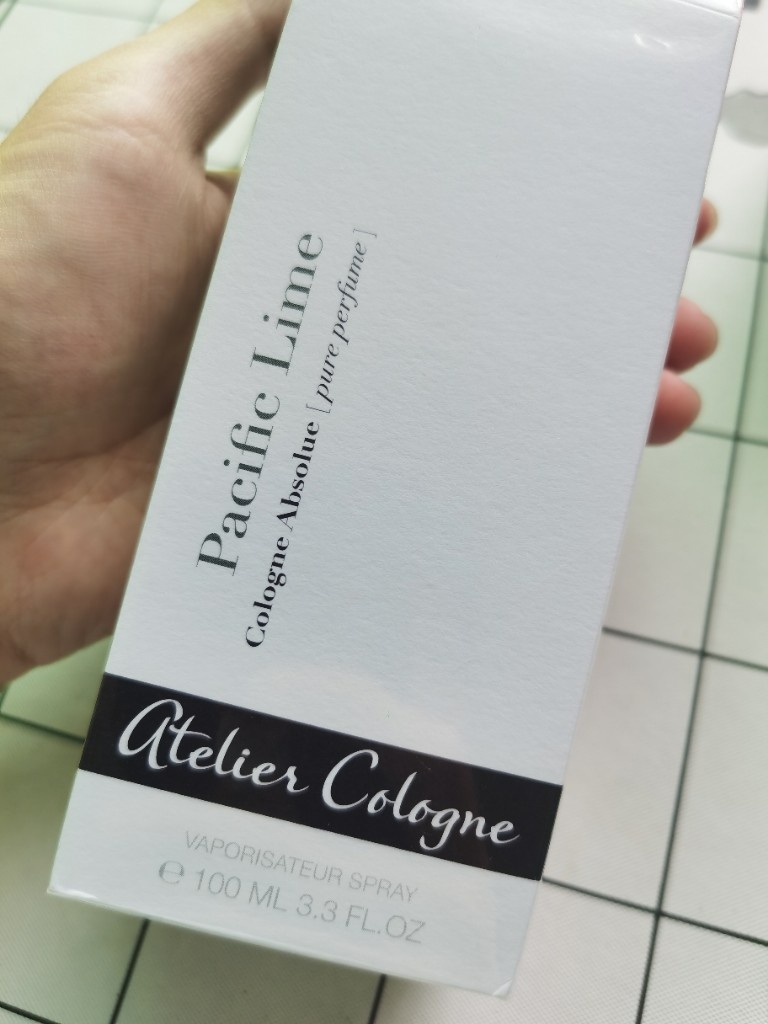 Pacific Lime
Cologne Absolue [ pure perfume ]
Atelier Cologne
VAPORISATEUR SPRAY
℮ 100 ML 3.3 FL.OZ